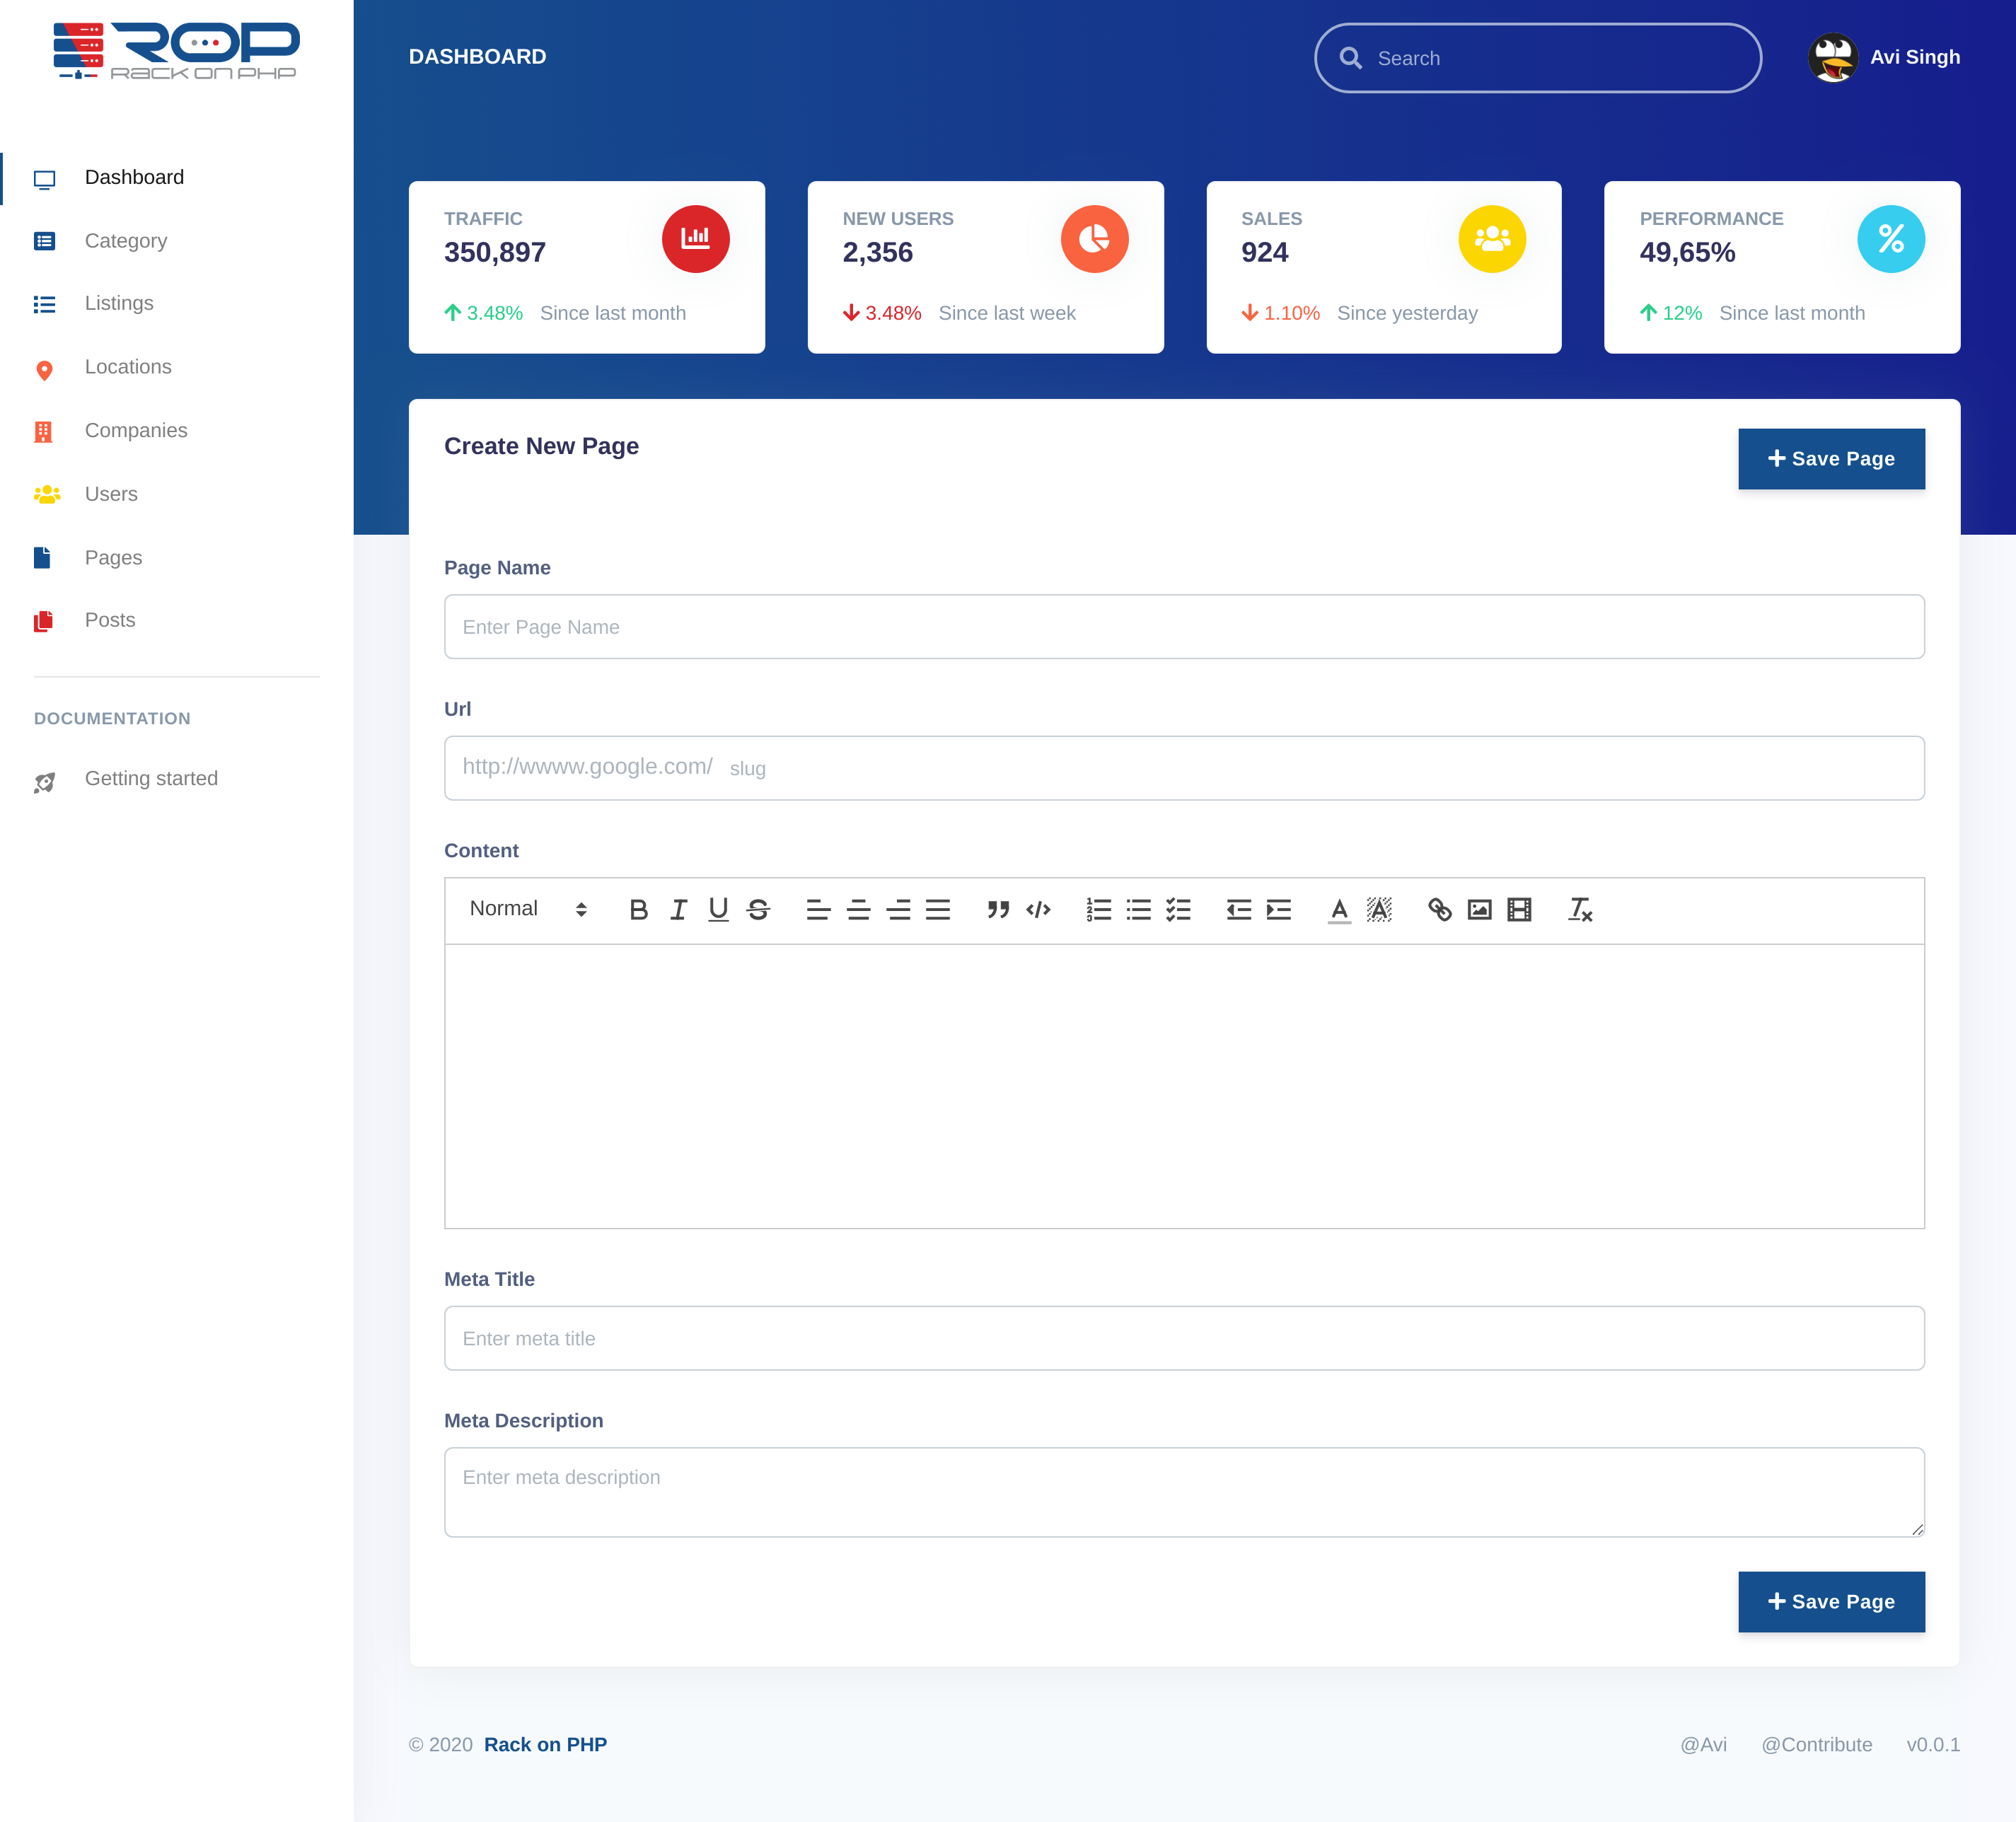 ROP
Rack on PHP
Dashboard
Category
Listings
Locations
Companies
Users
Pages
Posts
DOCUMENTATION
Getting started
DASHBOARD
Search
Avi Singh
TRAFFIC
350,897
3.48% Since last month
NEW USERS
2,356
3.48% Since last week
SALES
924
1.10% Since yesterday
PERFORMANCE
49,65%
12% Since last month
Create New Page
Save Page
Page Name
Enter Page Name
Url
http://wwww.google.com/ slug
Content
Normal
Meta Title
Enter meta title
Meta Description
Enter meta description
Save Page
© 2020 Rack on PHP
@Avi @Contribute v0.0.1